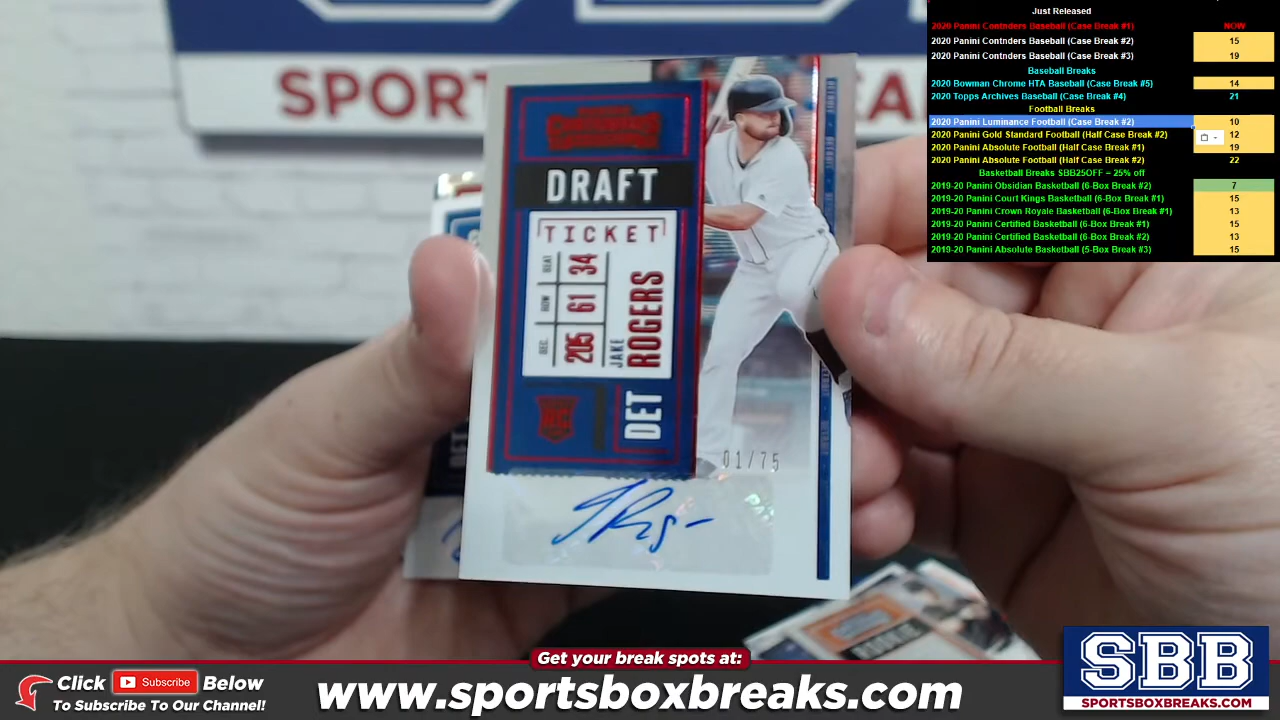 Just Released
2020 Panini Contnders Baseball (Case Break #1) NOW
2020 Panini Contnders Baseball (Case Break #2) 15
2020 Panini Contnders Baseball (Case Break #3) 19
Baseball Breaks
2020 Bowman Chrome HTA Baseball (Case Break #5) 14
2020 Topps Archives Baseball (Case Break #4) 21
Football Breaks
2020 Panini Luminance Football (Case Break #2) 10
2020 Panini Gold Standard Football (Half Case Break #2) 12
2020 Panini Absolute Football (Half Case Break #1) 19
2020 Panini Absolute Football (Half Case Break #2) 22
Basketball Breaks SBB25OFF = 25% off
2019-20 Panini Obsidian Basketball (6-Box Break #2) 7
2019-20 Panini Court Kings Basketball (6-Box Break #1) 15
2019-20 Panini Crown Royale Basketball (6-Box Break #1) 13
2019-20 Panini Certified Basketball (6-Box Break #1) 15
2019-20 Panini Certified Basketball (6-Box Break #2) 13
2019-20 Panini Absolute Basketball (5-Box Break #3) 15
CONTENDERS
DRAFT
TICKET
SEC. ROW SEAT
205 61 34
JAKE
ROGERS
RC
DET
01/75
Get your break spots at:
Click Subscribe Below
To Subscribe To Our Channel!
www.sportsboxbreaks.com
SBB
SPORTSBOXBREAKS.COM